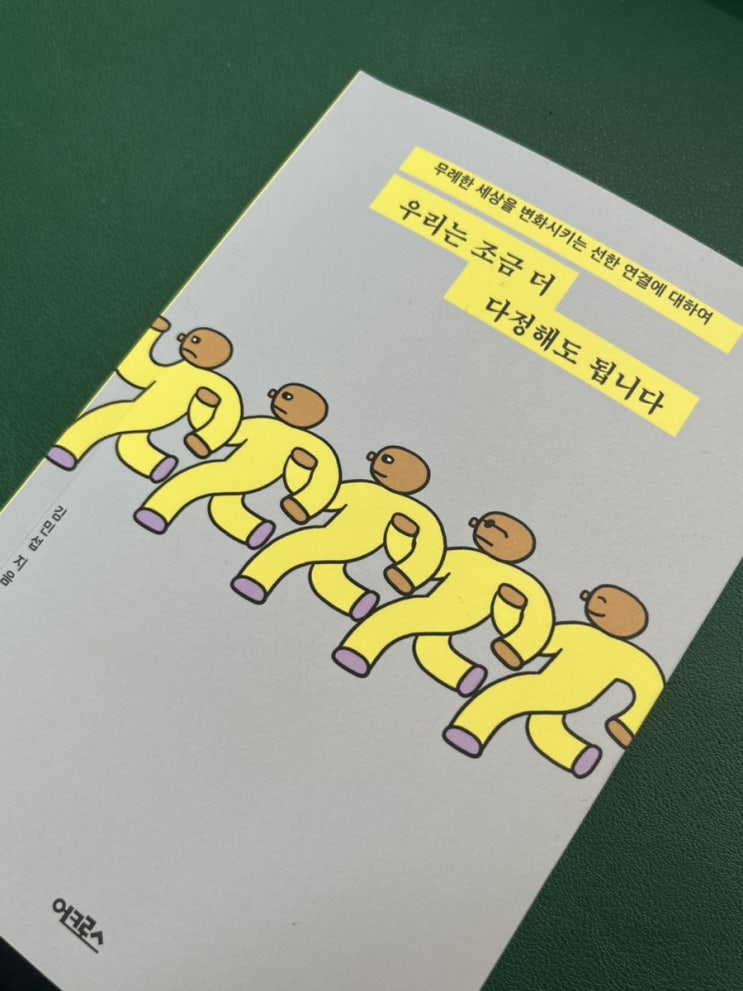 무례한 세상을 변화시키는 선한 연결에 대하여
우리는 조금 더
다정해도 됩니다
김민섭 지음
어크로스